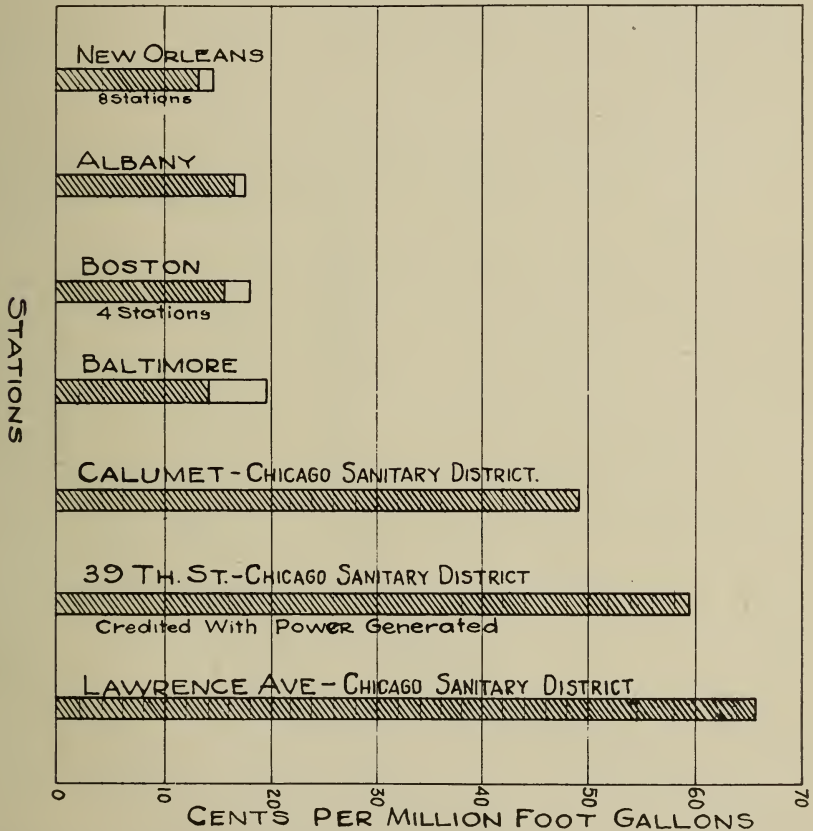 NEW ORLEANS
8 Stations
ALBANY
BOSTON
4 Stations
BALTIMORE
CALUMET - CHICAGO SANITARY DISTRICT.
39 TH. ST. - CHICAGO SANITARY DISTRICT
Credited With Power Generated
LAWRENCE AVE - CHICAGO SANITARY DISTRICT
STATIONS
0 10 20 30 40 50 60 70
CENTS PER MILLION FOOT GALLONS